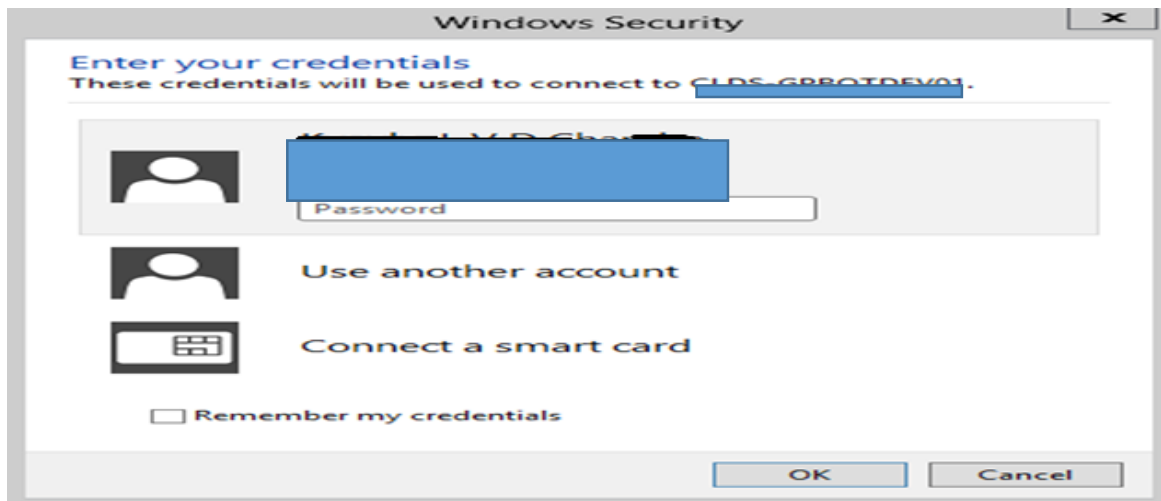 Windows Security
Enter your credentials
These credentials will be used to connect to
Password
Use another account
Connect a smart card
Remember my credentials
OK
Cancel